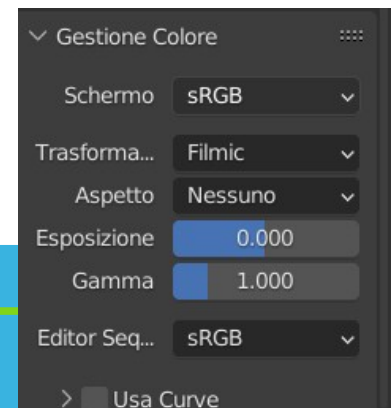 Gestione Colore
Schermo sRGB
Trasforma... Filmic
Aspetto Nessuno
Esposizione 0.000
Gamma 1.000
Editor Seq... sRGB
Usa Curve